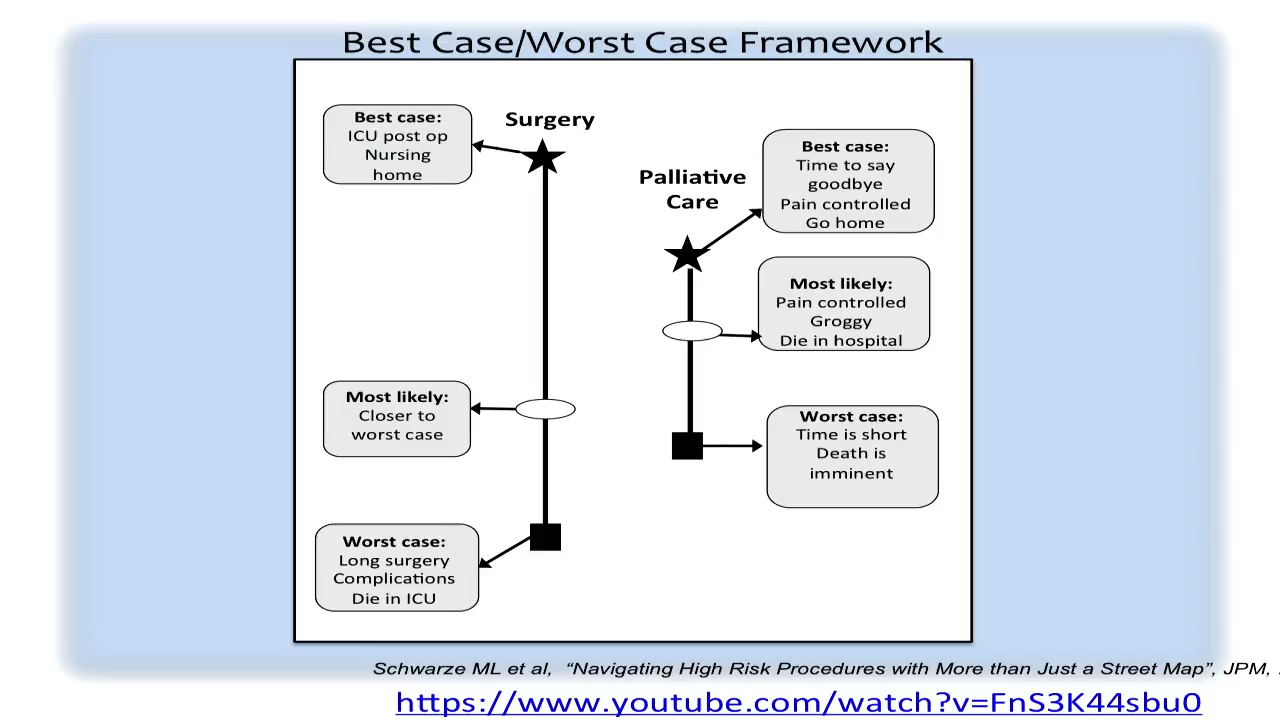 Best Case/Worst Case Framework
Best case:
ICU post op
Nursing
home
Surgery
Most likely:
Closer to
worst case
Worst case:
Long surgery
Complications
Die in ICU
Palliative
Care
Best case:
Time to say
goodbye
Pain controlled
Go home
Most likely:
Pain controlled
Groggy
Die in hospital
Worst case:
Time is short
Death is
imminent
Schwarze ML et al, “Navigating High Risk Procedures with More than Just a Street Map”, JPM,
https://www.youtube.com/watch?v=FnS3K44sbu0